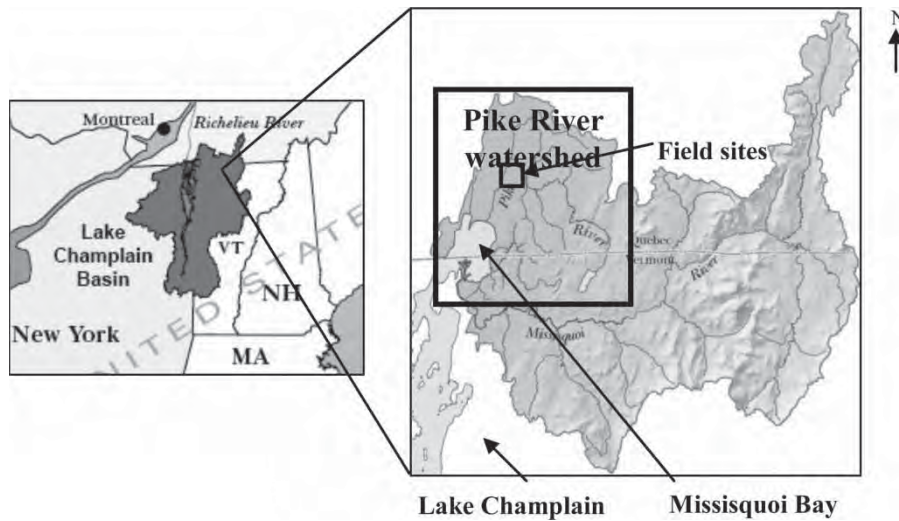 N
Montreal
Richelieu River
Lake
Champlain
Basin
VT
NH
New York
MA
UNITED STATE
Pike River
watershed
Field sites
Pike
River
Quebec
Vermont
River
Missisquoi
Lake Champlain
Missisquoi Bay